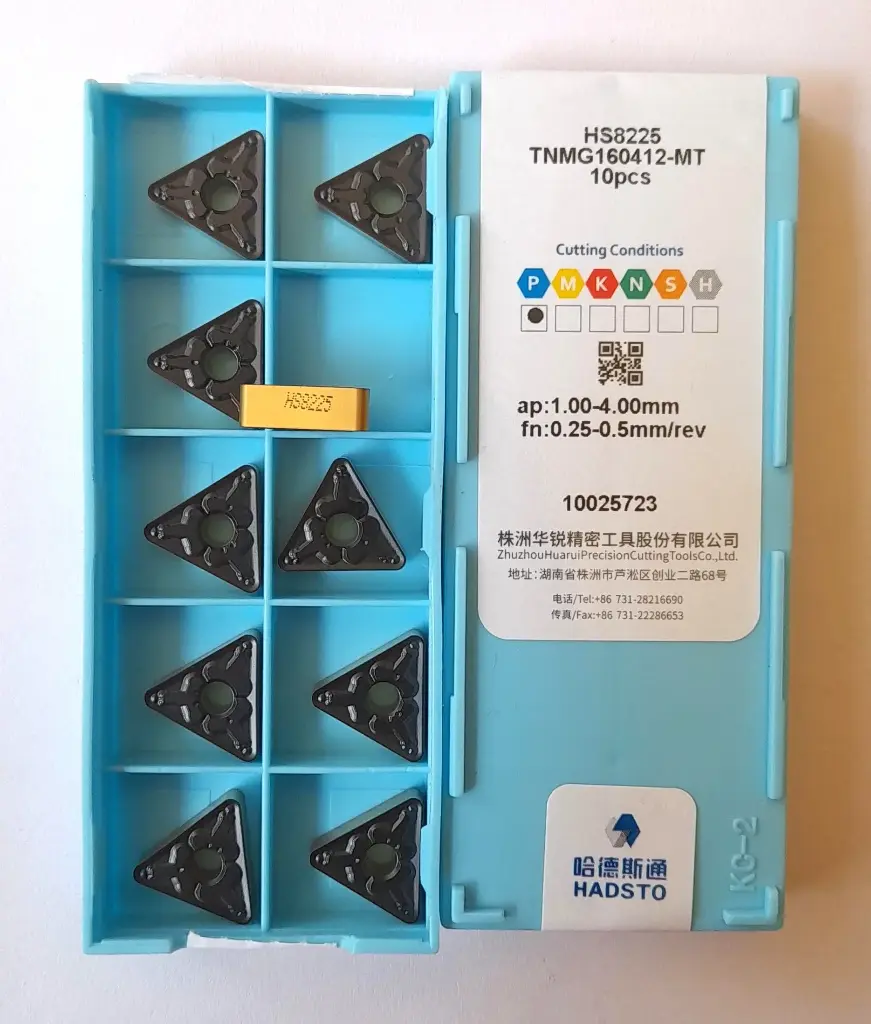 HS8225
HS8225
TNMG160412-MT
10pcs
Cutting Conditions
P M K N S H
ap:1.00-4.00mm
fn:0.25-0.5mm/rev
10025723
株洲华锐精密工具股份有限公司
ZhuzhouHuaruiPrecisionCuttingToolsCo.,Ltd.
地址:湖南省株洲市芦淞区创业二路68号
电话/Tel:+86 731-28216690
传真/Fax:+86 731-22286653
哈德斯通
HADSTO
KC-2